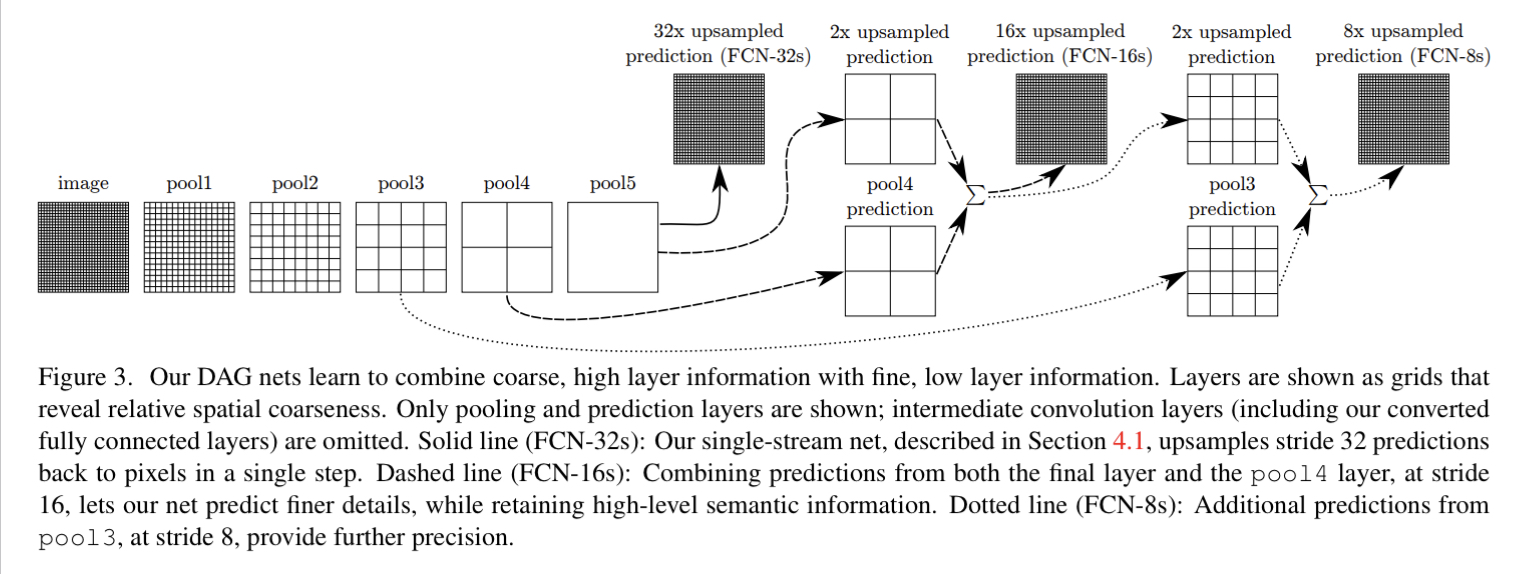 32x upsampled
prediction (FCN-32s)
2x upsampled
prediction
16x upsampled
prediction (FCN-16s)
2x upsampled
prediction
8x upsampled
prediction (FCN-8s)
image
pool1
pool2
pool3
pool4
pool5
pool4
prediction
∑
pool3
prediction
∑
Figure 3. Our DAG nets learn to combine coarse, high layer information with fine, low layer information. Layers are shown as grids that
reveal relative spatial coarseness. Only pooling and prediction layers are shown; intermediate convolution layers (including our converted
fully connected layers) are omitted. Solid line (FCN-32s): Our single-stream net, described in Section 4.1, upsamples stride 32 predictions
back to pixels in a single step. Dashed line (FCN-16s): Combining predictions from both the final layer and the pool4 layer, at stride
16, lets our net predict finer details, while retaining high-level semantic information. Dotted line (FCN-8s): Additional predictions from
pool3, at stride 8, provide further precision.